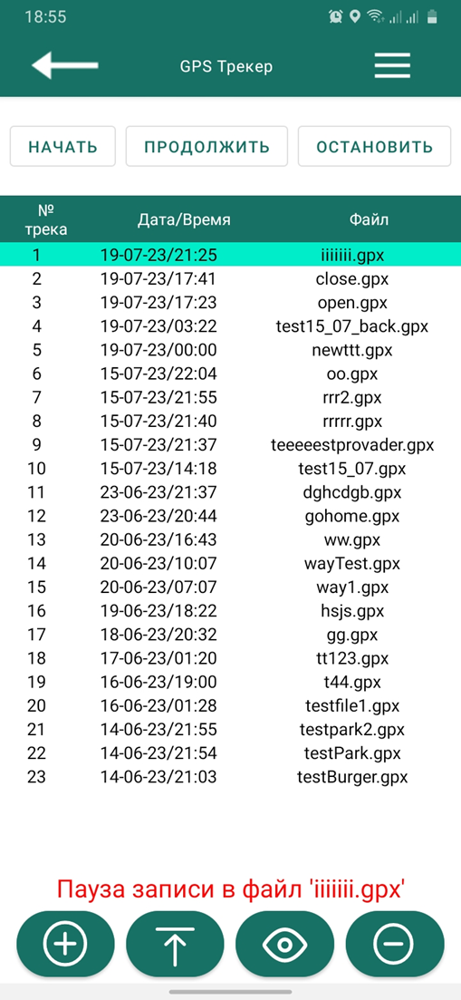 18:55
GPS Трекер
НАЧАТЬ ПРОДОЛЖИТЬ ОСТАНОВИТЬ
№ трека Дата/Время Файл
1 19-07-23/21:25 iiiiiii.gpx
2 19-07-23/17:41 close.gpx
3 19-07-23/17:23 open.gpx
4 19-07-23/03:22 test15_07_back.gpx
5 19-07-23/00:00 newttt.gpx
6 15-07-23/22:04 oo.gpx
7 15-07-23/21:55 rrr2.gpx
8 15-07-23/21:40 rrrrr.gpx
9 15-07-23/21:37 teeeeestprovader.gpx
10 15-07-23/14:18 test15_07.gpx
11 23-06-23/21:37 dghcdgb.gpx
12 23-06-23/20:44 gohome.gpx
13 20-06-23/16:43 ww.gpx
14 20-06-23/10:07 wayTest.gpx
15 20-06-23/07:07 way1.gpx
16 19-06-23/18:22 hsjs.gpx
17 18-06-23/20:32 gg.gpx
18 17-06-23/01:20 tt123.gpx
19 16-06-23/19:00 t44.gpx
20 16-06-23/01:28 testfile1.gpx
21 14-06-23/21:55 testpark2.gpx
22 14-06-23/21:54 testPark.gpx
23 14-06-23/21:03 testBurger.gpx
Пауза записи в файл 'iiiiiii.gpx'